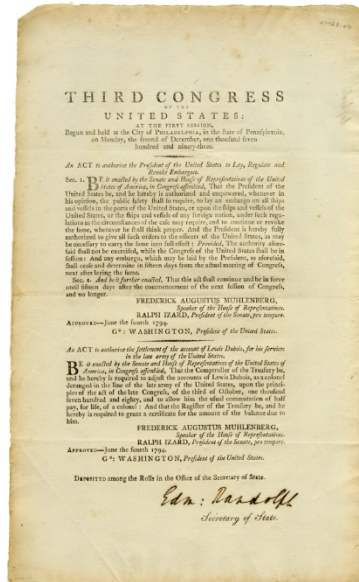 THIRD CONGRESS
OF THE
UNITED STATES:
AT THE FIRST SESSION,
Begun and held at the City of PHILADELPHIA, in the state of Pennsylvania,
on Monday, the second of December, one thousand seven
hundred and ninety-three.
An ACT to authorize the President of the United States to Lay, Regulate and
Revoke Embargoes.
Sec. 1. BE it enacted by the Senate and House of Representatives of the United
States of America, in Congress assembled, That the President of the
United States be, and he hereby is authorized and empowered, whenever in
his opinion, the public safety shall so require, to lay an embargo on all ships
and vessels in the ports of the United States, or upon the ships and vessels of the
United States, or the ships and vessels of any foreign nation, under such regu-
lations as the circumstances of the case may require, and to continue or revoke
the same, whenever he shall think proper. And the President is hereby fully
authorized to give all such orders to the officers of the United States, as may
be necessary to carry the same into full effect: Provided, The authority afore-
said shall not be exercised, while the Congress of the United States shall be in
session: And any embargo, which may be laid by the President, as aforesaid,
shall cease and determine in fifteen days from the actual meeting of Congress,
next after laying the same.
Sec. 2. And be it further enacted, That this act shall continue and be in force
until fifteen days after the commencement of the next session of Congress,
and no longer.
FREDERICK AUGUSTUS MUHLENBERG,
Speaker of the House of Representatives.
RALPH IZARD, President of the Senate, pro tempore.
APPROVED—June the fourth 1794.
Go: WASHINGTON, President of the United States.
An ACT to authorize the settlement of the account of Lewis Dubois, for his services
in the late army of the United States.
BE it enacted by the Senate and House of Representatives of the United States of
America, in Congress assembled, That the Comptroller of the Treasury be,
and he hereby is required to adjust the accounts of Lewis Dubois, as a colonel
deranged in the line of the late army of the United States, upon the princi-
ples of the act of the late Congress, of the third of October, one thousand
seven hundred and eighty, and to allow him the usual commutation of half
pay, for life, of a colonel: And that the Register of the Treasury be, and he
hereby is required to grant a certificate for the amount of the balance due to
him.
FREDERICK AUGUSTUS MUHLENBERG,
Speaker of the House of Representatives.
RALPH IZARD, President of the Senate, pro tempore.
APPROVED—June the fourth 1794.
Go: WASHINGTON, President of the United States.
DEPOSITED among the Rolls in the Office of the Secretary of State.
Edm: Randolph
Secretary of State.